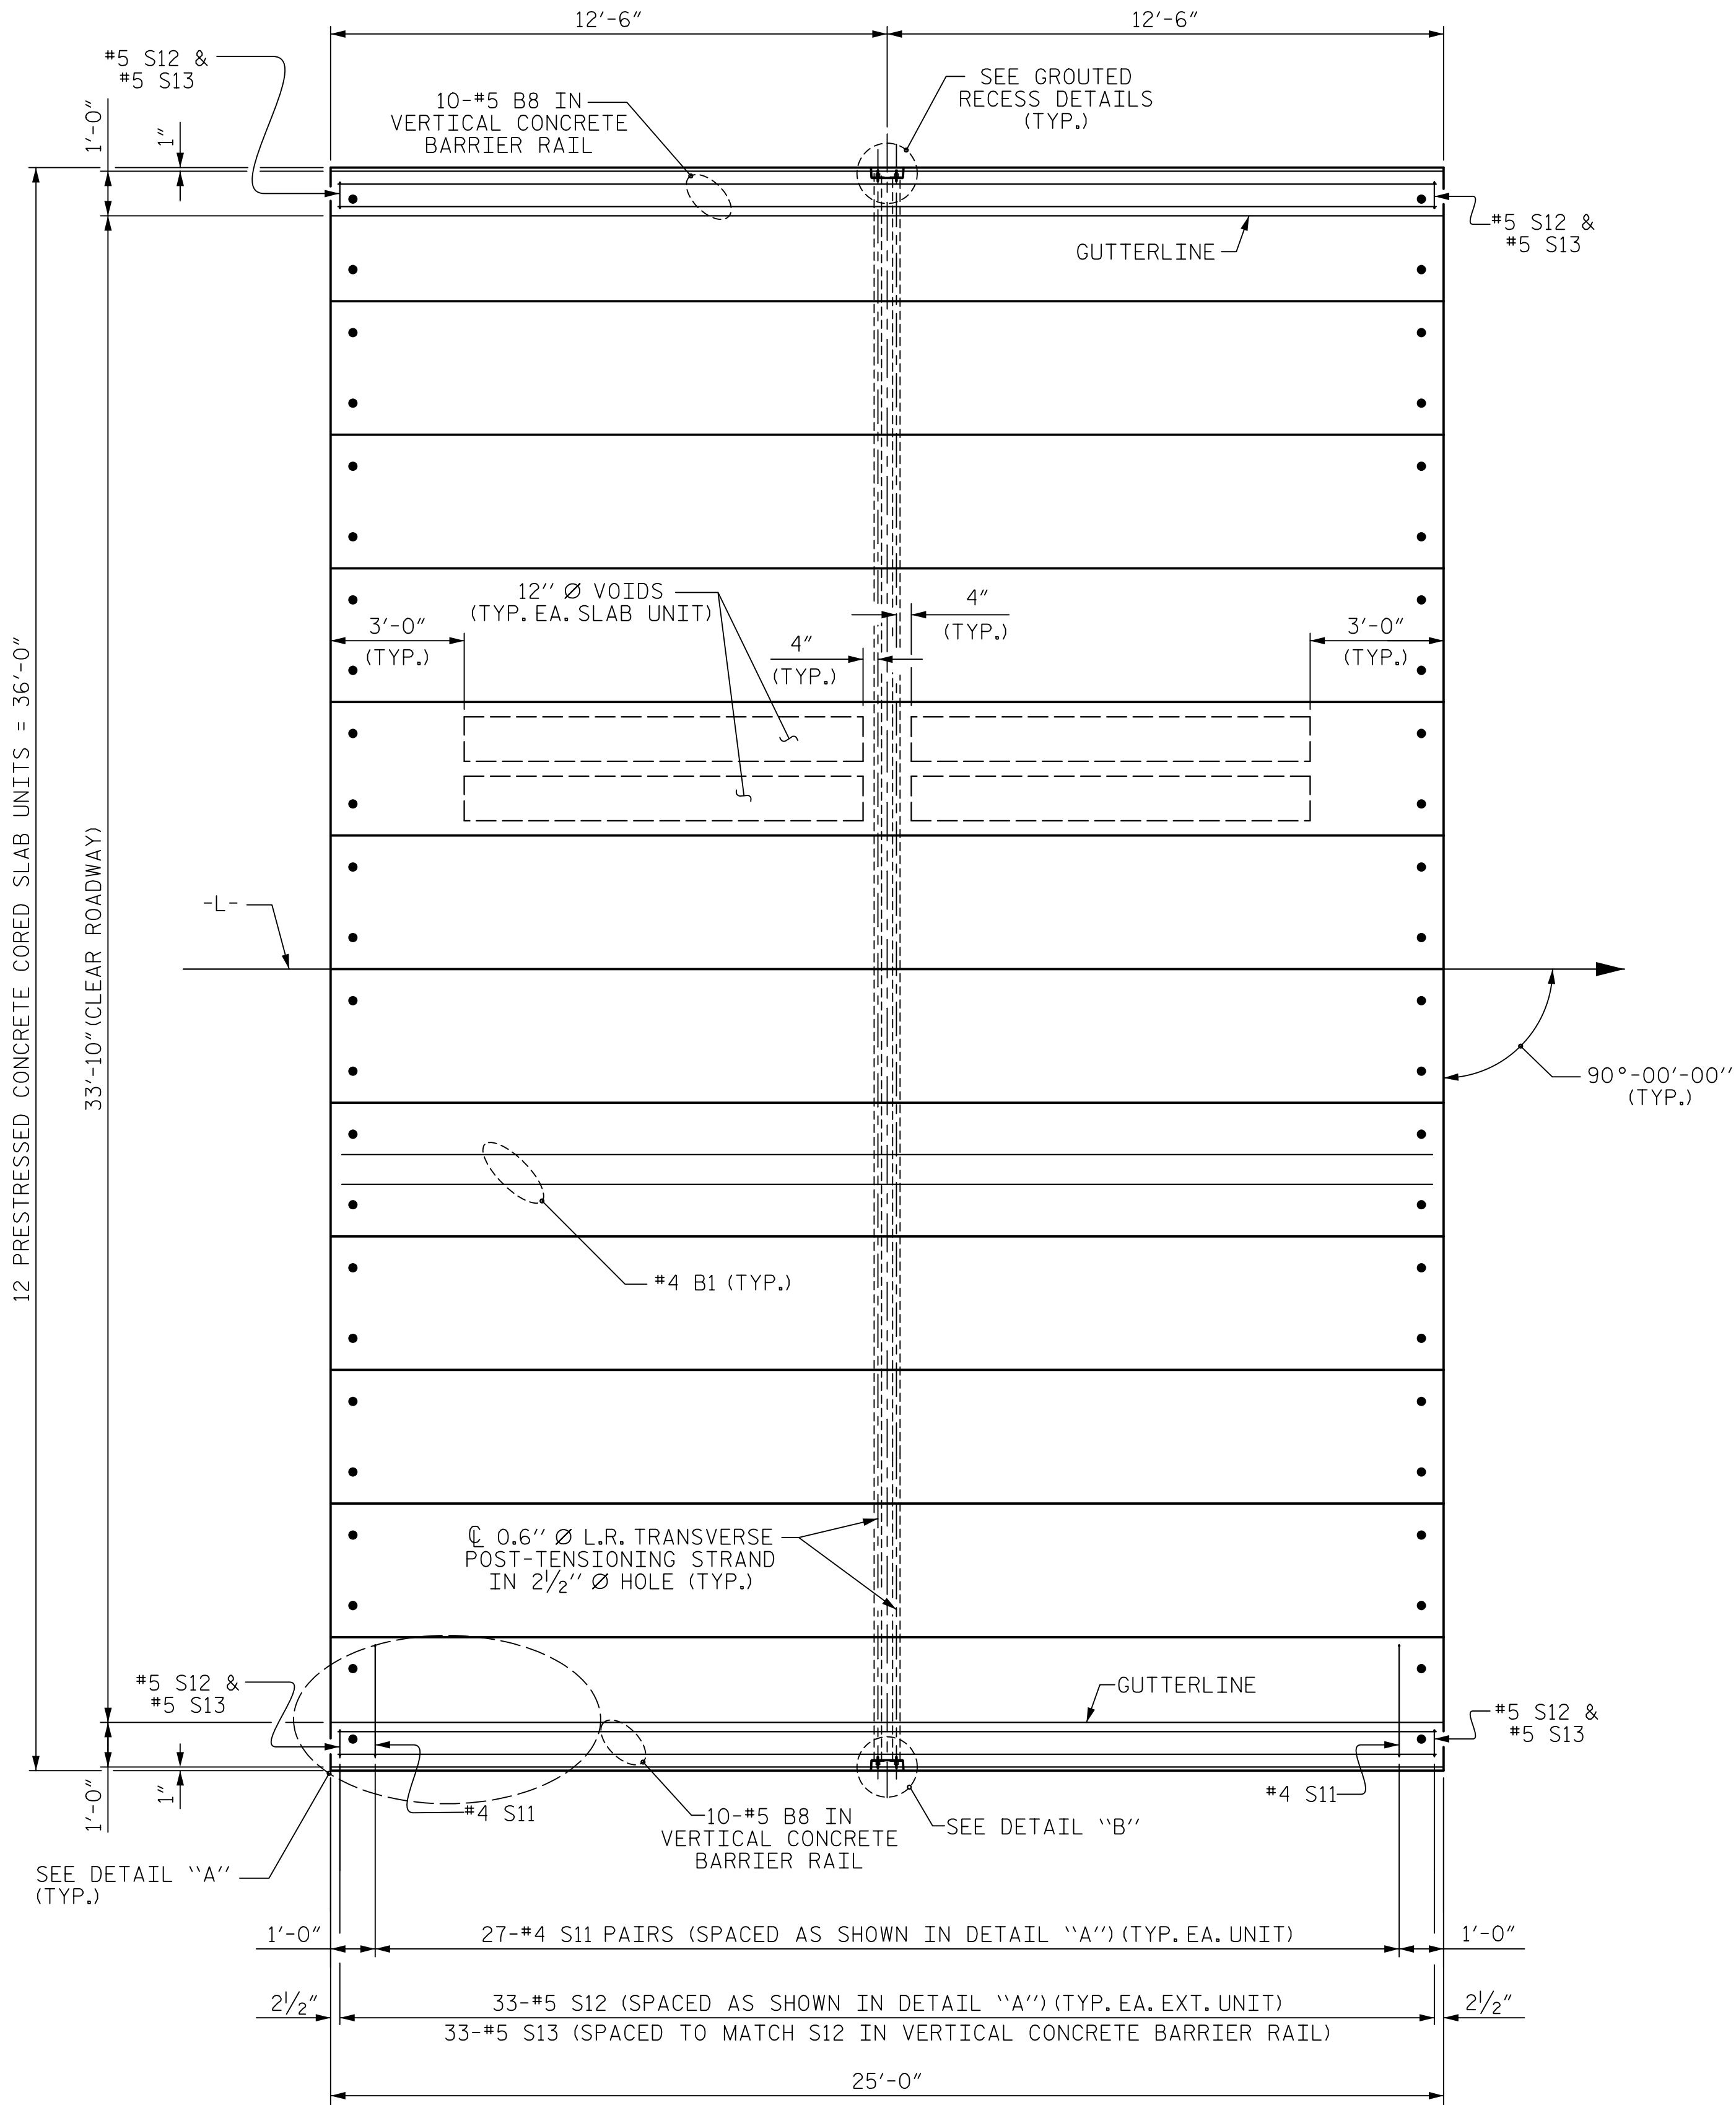 12'-6"
12'-6"
#5 S12 &
#5 S13
SEE GROUTED
RECESS DETAILS
(TYP.)
10-#5 B8 IN
VERTICAL CONCRETE
BARRIER RAIL
1'-0"
1"
#5 S12 &
#5 S13
GUTTERLINE
12'' Ø VOIDS
(TYP. EA. SLAB UNIT)
4"
(TYP.)
3'-0"
(TYP.)
4"
(TYP.)
3'-0"
(TYP.)
12 PRESTRESSED CONCRETE CORED SLAB UNITS = 36'-0"
33'-10" (CLEAR ROADWAY)
-L-
90°-00'-00''
(TYP.)
#4 B1 (TYP.)
℄ 0.6'' Ø L.R. TRANSVERSE
POST-TENSIONING STRAND
IN 2½'' Ø HOLE (TYP.)
#5 S12 &
#5 S13
GUTTERLINE
#5 S12 &
#5 S13
1'-0"
1"
#4 S11
#4 S11
10-#5 B8 IN
VERTICAL CONCRETE
BARRIER RAIL
SEE DETAIL ‘‘B’’
SEE DETAIL ‘‘A’’
(TYP.)
1'-0"
27-#4 S11 PAIRS (SPACED AS SHOWN IN DETAIL ‘‘A’’) (TYP. EA. UNIT)
1'-0"
2½"
33-#5 S12 (SPACED AS SHOWN IN DETAIL ‘‘A’’) (TYP. EA. EXT. UNIT)
2½"
33-#5 S13 (SPACED TO MATCH S12 IN VERTICAL CONCRETE BARRIER RAIL)
25'-0"